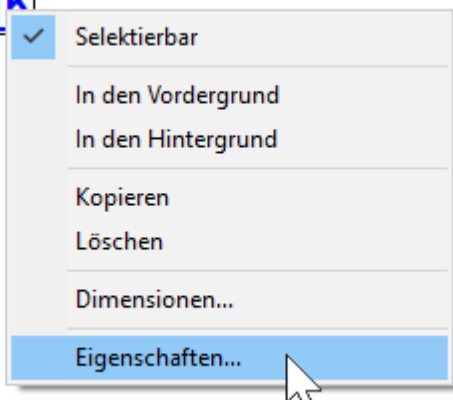 Selektierbar
In den Vordergrund
In den Hintergrund
Kopieren
Löschen
Dimensionen...
Eigenschaften...